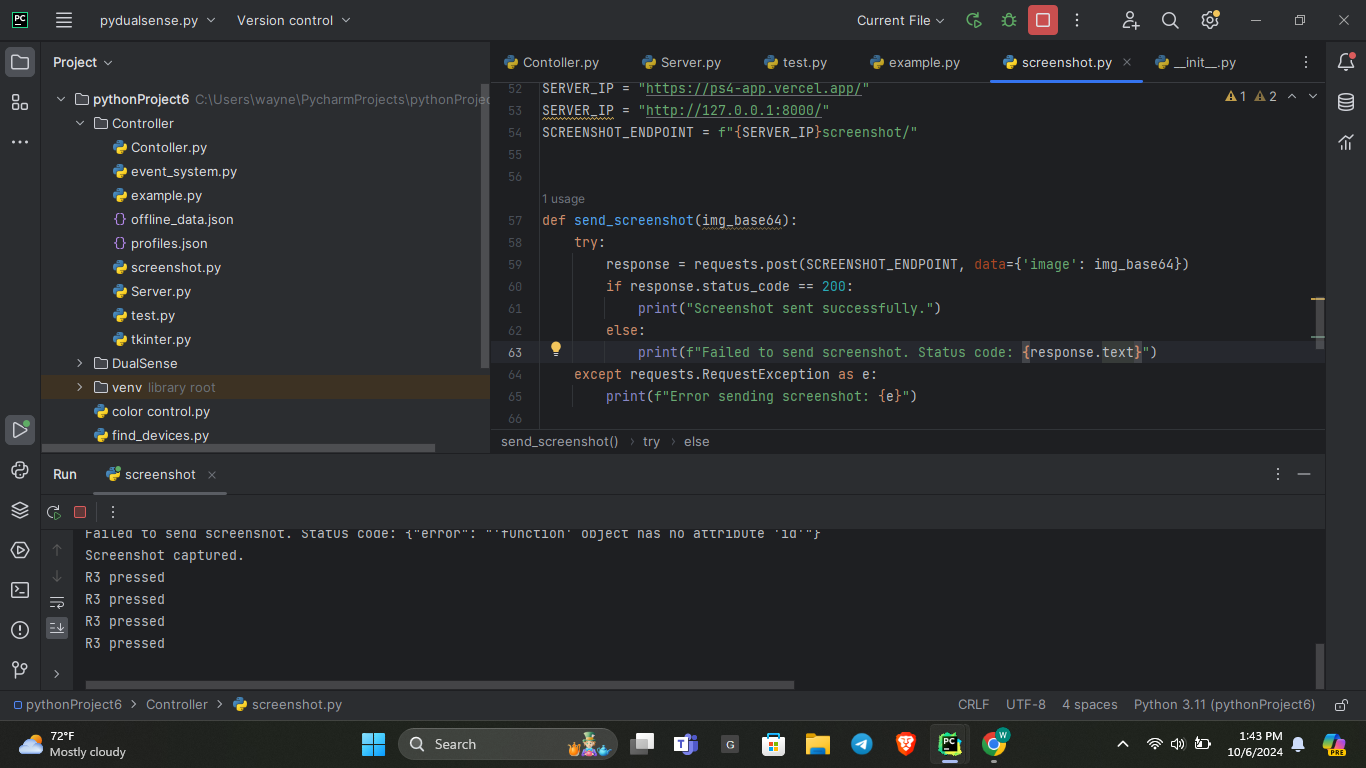 PC
pydualsense.py
Version control
Current File
Project
Contoller.py
Server.py
test.py
example.py
screenshot.py
__init__.py
pythonProject6 C:\Users\wayne\PycharmProjects\pythonProjec
Controller
Contoller.py
event_system.py
example.py
offline_data.json
profiles.json
screenshot.py
Server.py
test.py
tkinter.py
DualSense
venv library root
color control.py
find_devices.py
1 2
52 SERVER_IP = "https://ps4-app.vercel.app/"
53 SERVER_IP = "http://127.0.0.1:8000/"
54 SCREENSHOT_ENDPOINT = f"{SERVER_IP}screenshot/"
55
56
1 usage
57 def send_screenshot(img_base64):
58 try:
59 response = requests.post(SCREENSHOT_ENDPOINT, data={'image': img_base64})
60 if response.status_code == 200:
61 print("Screenshot sent successfully.")
62 else:
63 print(f"Failed to send screenshot. Status code: {response.text}")
64 except requests.RequestException as e:
65 print(f"Error sending screenshot: {e}")
66
send_screenshot() › try › else
Run
screenshot
Failed to send screenshot. Status code: {"error": "'function' object has no attribute 'id'"}
Screenshot captured.
R3 pressed
R3 pressed
R3 pressed
R3 pressed
pythonProject6 › Controller › screenshot.py
CRLF UTF-8 4 spaces Python 3.11 (pythonProject6)
72°F
Mostly cloudy
Search
G
PC
W
1:43 PM
10/6/2024
PRE